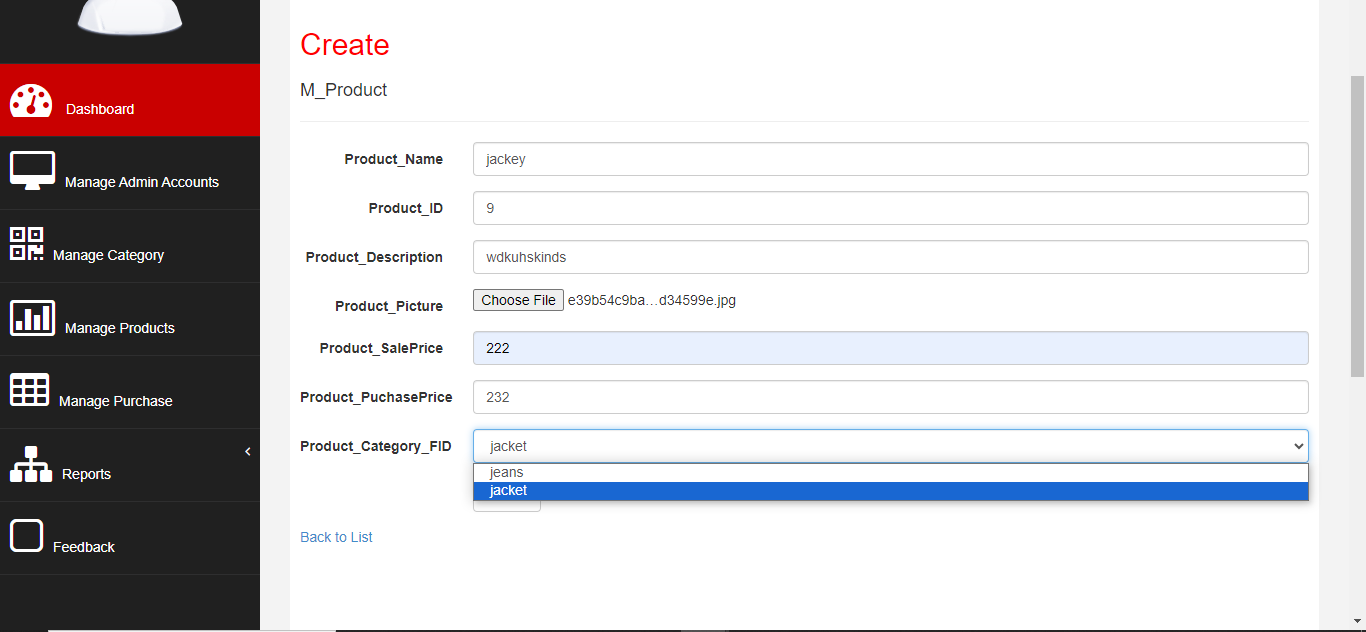 Dashboard
Manage Admin Accounts
Manage Category
Manage Products
Manage Purchase
Reports
Feedback
Create
M_Product
Product_Name jackey
Product_ID 9
Product_Description wdkuhskinds
Product_Picture Choose File e39b54c9ba…d34599e.jpg
Product_SalePrice 222
Product_PuchasePrice 232
Product_Category_FID jacket
jeans
jacket
Back to List